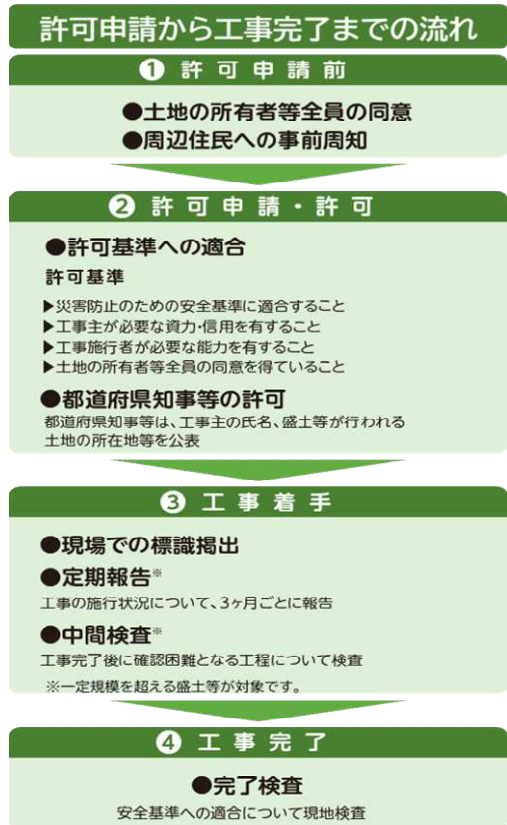 許可申請から工事完了までの流れ
❶ 許可申請前
●土地の所有者等全員の同意
●周辺住民への事前周知
❷ 許可申請・許可
●許可基準への適合
許可基準
▶災害防止のための安全基準に適合すること
▶工事主が必要な資力・信用を有すること
▶工事施行者が必要な能力を有すること
▶土地の所有者等全員の同意を得ていること
●都道府県知事等の許可
都道府県知事等は、工事主の氏名、盛土等が行われる
土地の所在地等を公表
❸ 工事着手
●現場での標識掲出
●定期報告※
工事の施行状況について、3ヶ月ごとに報告
●中間検査※
工事完了後に確認困難となる工程について検査
※一定規模を超える盛土等が対象です。
❹ 工事完了
●完了検査
安全基準への適合について現地検査